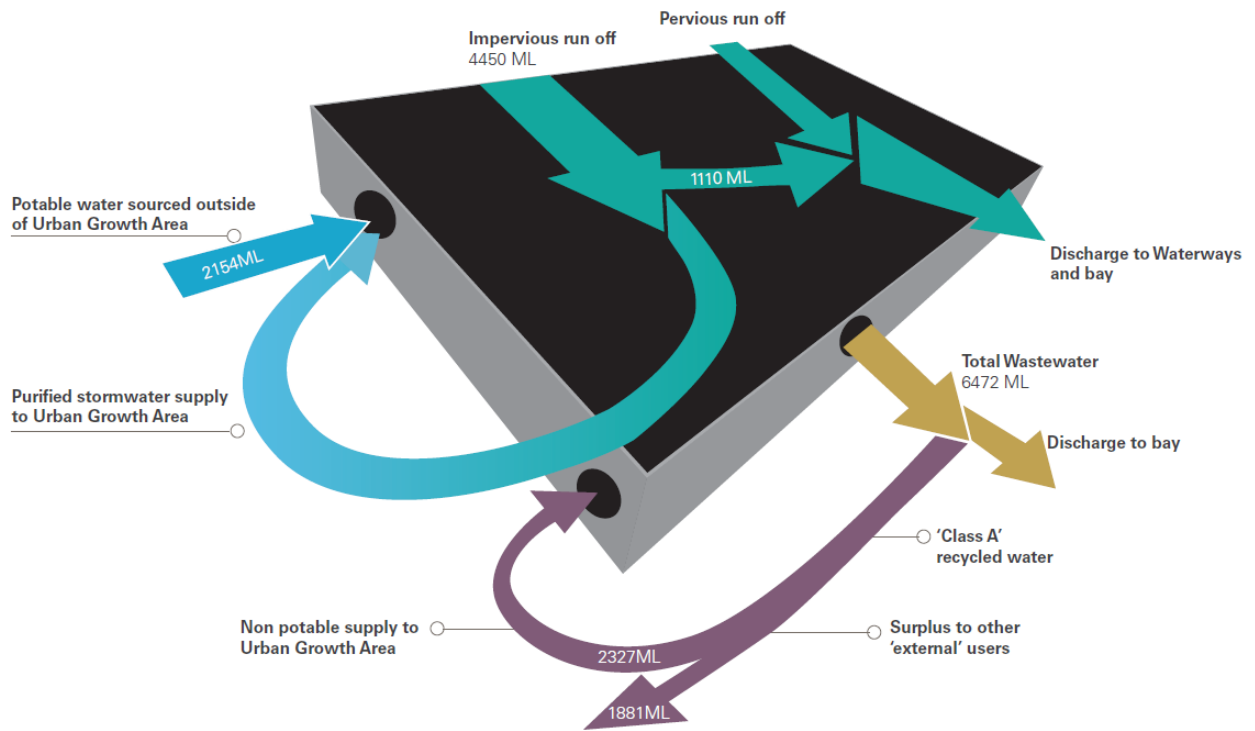 Pervious run off
Impervious run off
4450 ML
1110 ML
Potable water sourced outside
of Urban Growth Area
2154ML
Discharge to Waterways
and bay
Total Wastewater
6472 ML
Purified stormwater supply
to Urban Growth Area
Discharge to bay
‘Class A’
recycled water
Non potable supply to
Urban Growth Area
Surplus to other
‘external’ users
2327ML
1881ML